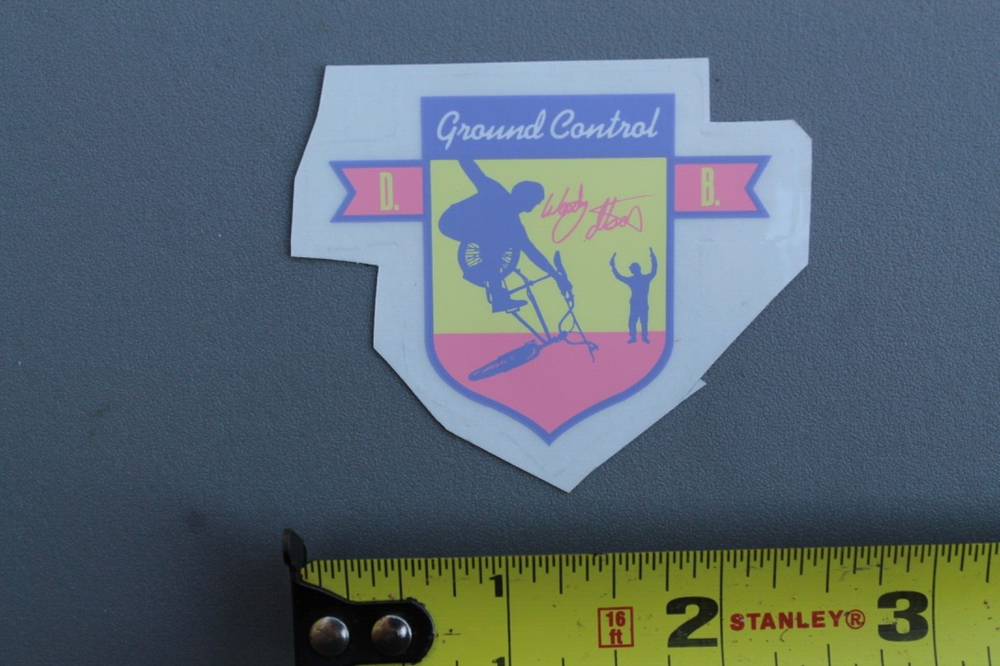 Ground Control
D. B.
1 16 ft 2 STANLEY® 3